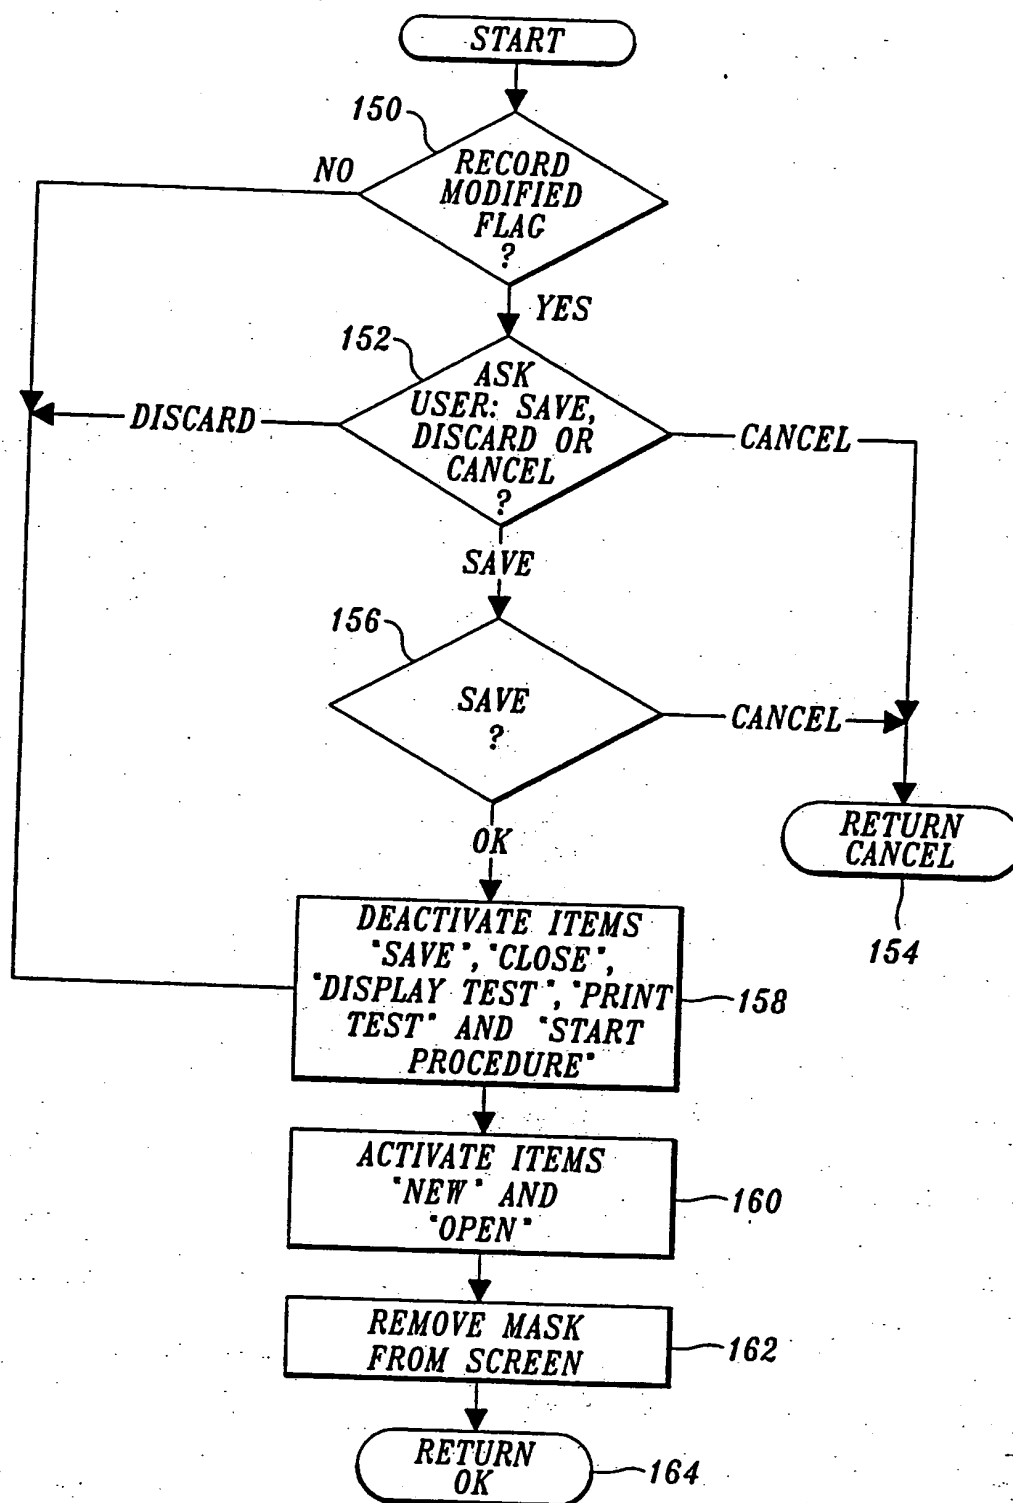 START
150
NO
RECORD
MODIFIED
FLAG
?
YES
152
ASK
USER: SAVE,
DISCARD OR
CANCEL
?
DISCARD
CANCEL
SAVE
156
SAVE
?
CANCEL
RETURN
CANCEL
154
OK
DEACTIVATE ITEMS
"SAVE", "CLOSE",
"DISPLAY TEST", "PRINT
TEST" AND "START
PROCEDURE"
158
ACTIVATE ITEMS
"NEW" AND
"OPEN"
160
REMOVE MASK
FROM SCREEN
162
RETURN
OK
164